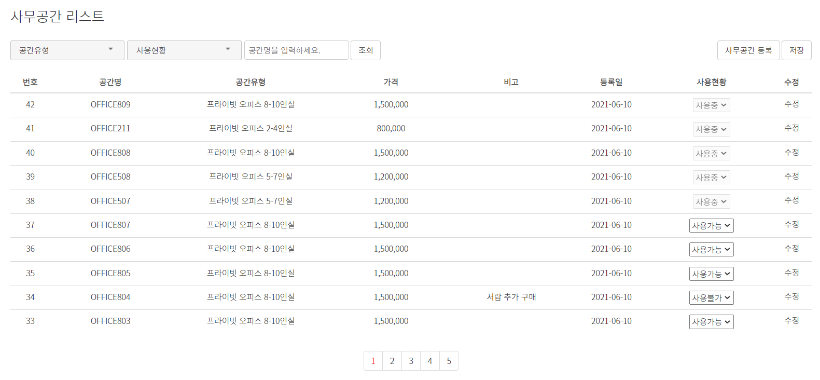 사무공간 리스트
공간유형 사용현황 공간명을 입력하세요. 조회 사무공간 등록 저장
번호 공간명 공간유형 가격 비고 등록일 사용현황 수정
42 OFFICE809 프라이빗 오피스 8-10인실 1,500,000 2021-06-10 사용중 수정
41 OFFICE211 프라이빗 오피스 2-4인실 800,000 2021-06-10 사용중 수정
40 OFFICE808 프라이빗 오피스 8-10인실 1,500,000 2021-06-10 사용중 수정
39 OFFICE508 프라이빗 오피스 5-7인실 1,200,000 2021-06-10 사용중 수정
38 OFFICE507 프라이빗 오피스 5-7인실 1,200,000 2021-06-10 사용중 수정
37 OFFICE807 프라이빗 오피스 8-10인실 1,500,000 2021-06-10 사용가능 수정
36 OFFICE806 프라이빗 오피스 8-10인실 1,500,000 2021-06-10 사용가능 수정
35 OFFICE805 프라이빗 오피스 8-10인실 1,500,000 2021-06-10 사용가능 수정
34 OFFICE804 프라이빗 오피스 8-10인실 1,500,000 서랍 추가 구매 2021-06-10 사용불가 수정
33 OFFICE803 프라이빗 오피스 8-10인실 1,500,000 2021-06-10 사용가능 수정
1 2 3 4 5